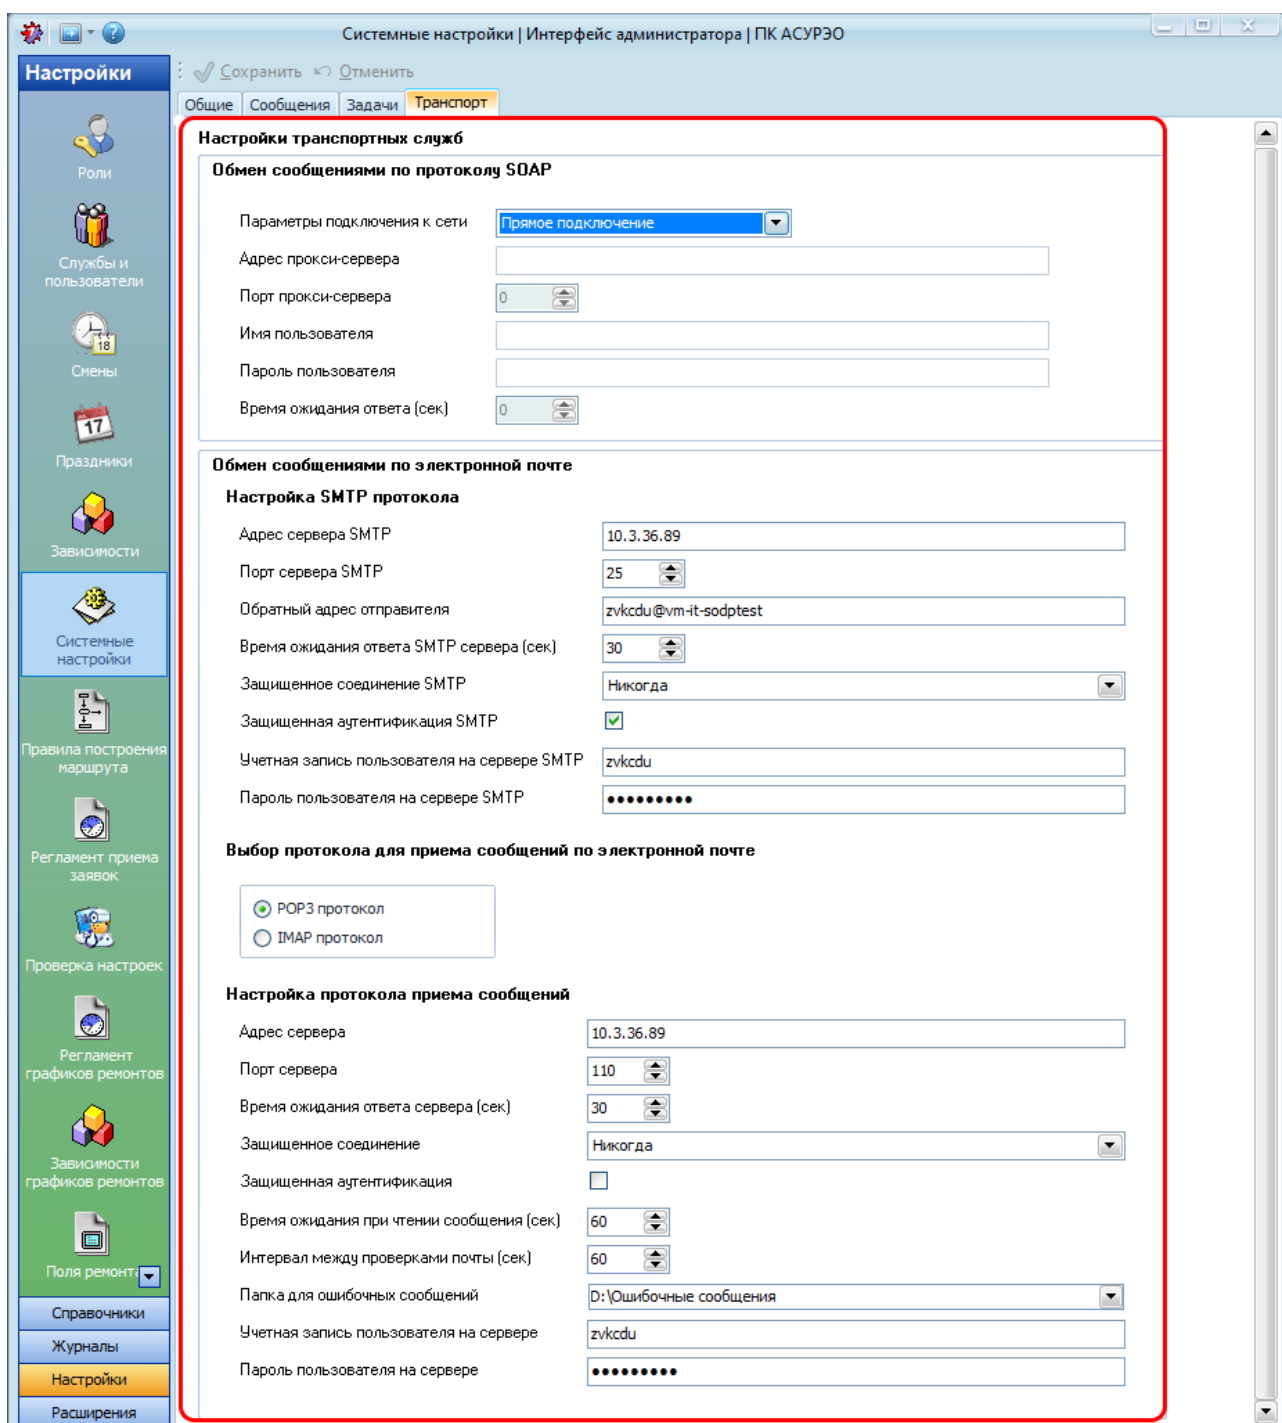 Системные настройки | Интерфейс администратора | ПК АСУРЭО
Настройки
Сохранить Отменить
Общие Сообщения Задачи Транспорт
Роли
Службы и
пользователи
18
Смены
17
Праздники
Зависимости
Системные
настройки
Правила построения
маршрута
Регламент приема
заявок
Проверка настроек
Регламент
графиков ремонтов
Зависимости
графиков ремонтов
Поля ремонта
Справочники
Журналы
Настройки
Расширения
Настройки транспортных служб
Обмен сообщениями по протоколу SOAP
Параметры подключения к сети Прямое подключение
Адрес прокси-сервера
Порт прокси-сервера 0
Имя пользователя
Пароль пользователя
Время ожидания ответа (сек) 0
Обмен сообщениями по электронной почте
Настройка SMTP протокола
Адрес сервера SMTP 10.3.36.89
Порт сервера SMTP 25
Обратный адрес отправителя zvkcdu@vm-it-sodptest
Время ожидания ответа SMTP сервера (сек) 30
Защищенное соединение SMTP Никогда
Защищенная аутентификация SMTP
Учетная запись пользователя на сервере SMTP zvkcdu
Пароль пользователя на сервере SMTP ●●●●●●●●●
Выбор протокола для приема сообщений по электронной почте
POP3 протокол
IMAP протокол
Настройка протокола приема сообщений
Адрес сервера 10.3.36.89
Порт сервера 110
Время ожидания ответа сервера (сек) 30
Защищенное соединение Никогда
Защищенная аутентификация
Время ожидания при чтении сообщения (сек) 60
Интервал между проверками почты (сек) 60
Папка для ошибочных сообщений D:\Ошибочные сообщения
Учетная запись пользователя на сервере zvkcdu
Пароль пользователя на сервере ●●●●●●●●●